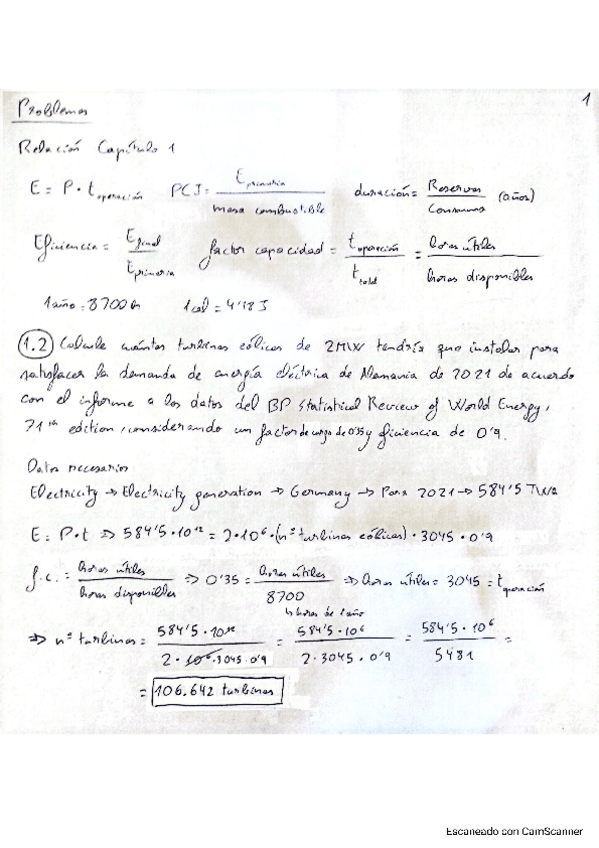 1
Problemas
Relación Capítulo 1
E = P · t operación PCI = E primaria / masa combustible duración = Reservas / Consumo (años)
Eficiencia = E final / E primaria factor capacidad = t operación / t total = horas útiles / horas disponibles
1 año = 8700 h 1 cal = 4'18 J
1.2 Calcule cuántas turbinas eólicas de 2MW tendría que instalar para
satisfacer la demanda de energía eléctrica de Alemania de 2021 de acuerdo
con el informe a los datos del BP Statistical Review of World Energy,
71th edition, considerando un factor de carga de 0'35 y eficiencia de 0'9.
Datos necesarios
Electricity → Electricity generation → Germany → Para 2021 → 584'5 TWh
E = P · t ⇒ 584'5 · 10¹² = 2 · 10⁶ · (nº turbinas eólicas) · 3045 · 0'9
f.c. = horas útiles / horas disponibles ⇒ 0'35 = horas útiles / 8700 ⇒ horas útiles = 3045 = t operación
↳ horas de 1 año
⇒ nº turbinas = 584'5 · 10¹² / 2 · 10⁶ · 3045 · 0'9 = 584'5 · 10⁶ / 2 · 3045 · 0'9 = 584'5 · 10⁶ / 5481 =
= 106.642 turbinas
Escaneado con CamScanner